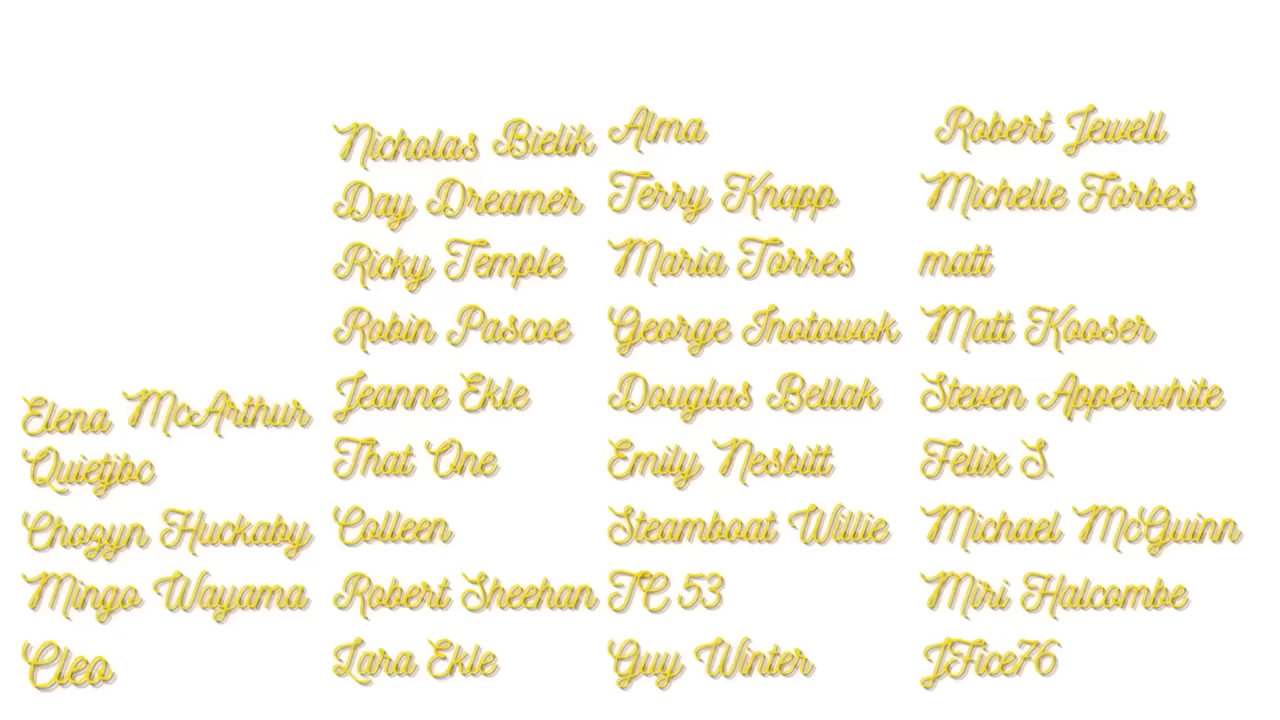 Elena McArthur
Quietjbc
Chozyn Huckaby
Mingo Wayama
Cleo
Nicholas Bielik
Day Dreamer
Ricky Temple
Robin Pascoe
Jeanne Ekle
That One
Colleen
Robert Sheehan
Lara Ekle
Alma
Terry Knapp
Maria Torres
George Inotowok
Douglas Bellak
Emily Nesbitt
Steamboat Willie
TC 53
Guy Winter
Robert Jewell
Michelle Forbes
matt
Matt Kooser
Steven Apperwhite
Felix S.
Michael McGuinn
Miri Halcombe
JFice76